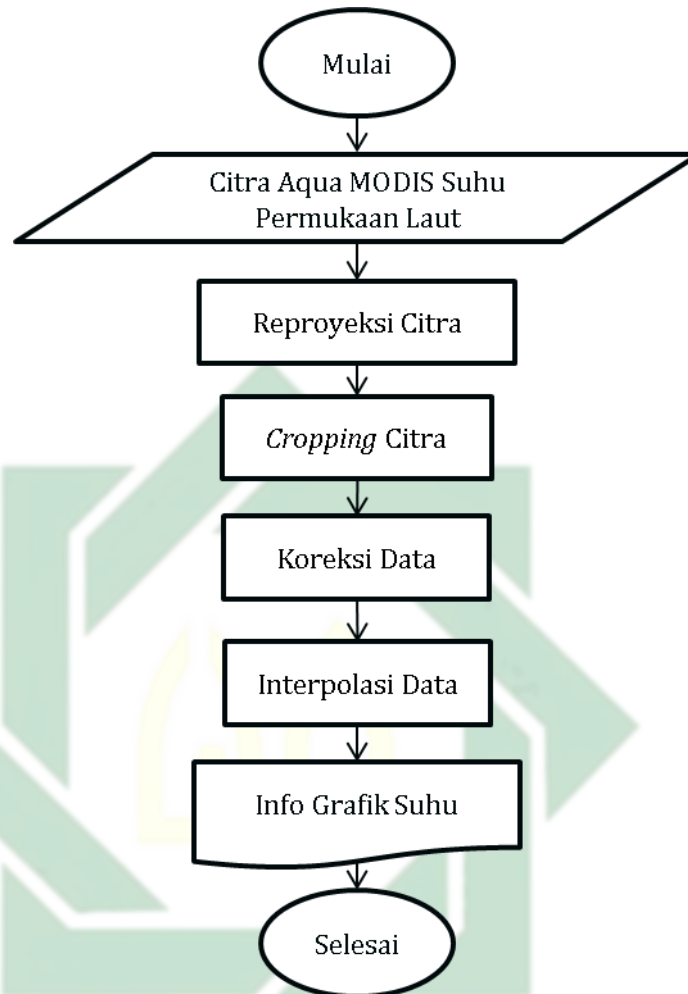 Mulai
Citra Aqua MODIS Suhu
Permukaan Laut
Reproyeksi Citra
Cropping Citra
Koreksi Data
Interpolasi Data
Info Grafik Suhu
Selesai